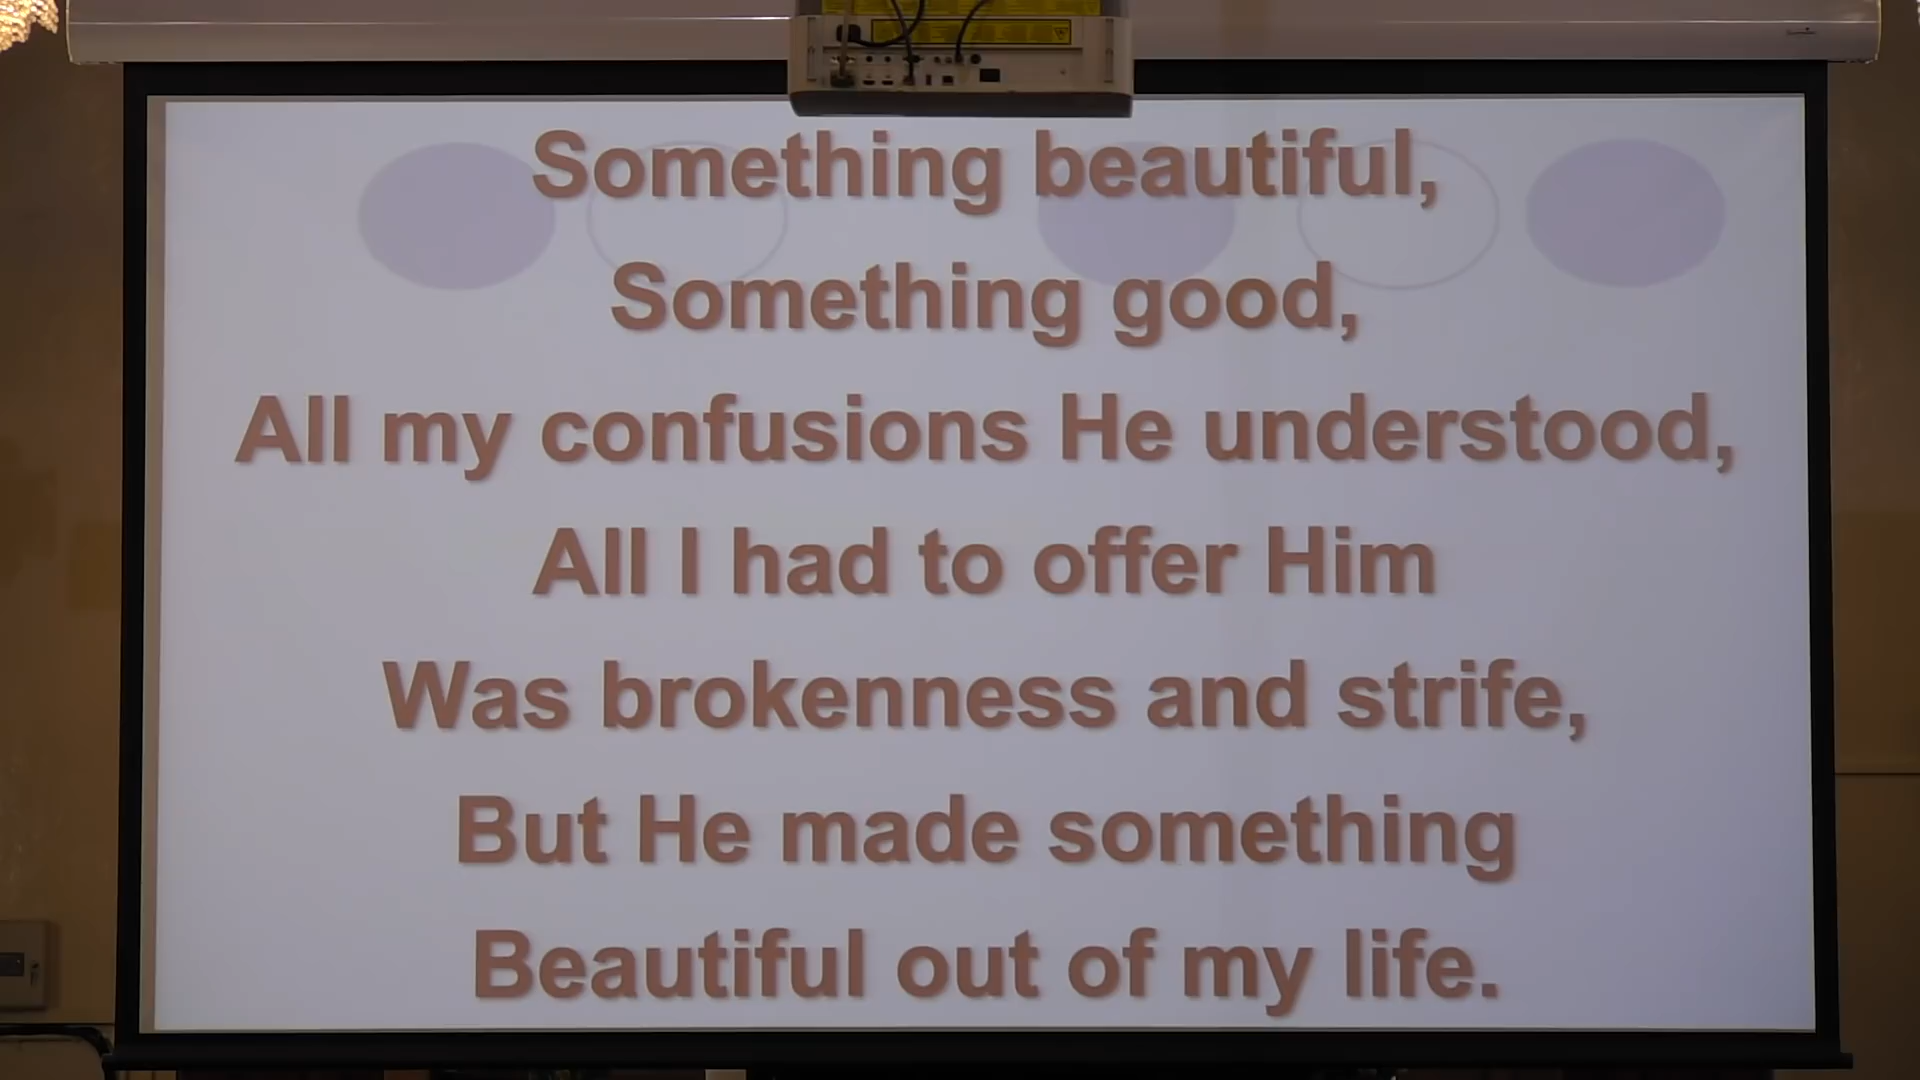 Something beautiful,
Something good,
All my confusions He understood,
All I had to offer Him
Was brokenness and strife,
But He made something
Beautiful out of my life.